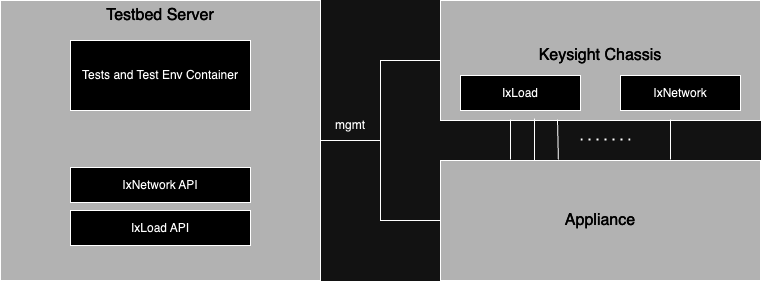 Testbed Server
Tests and Test Env Container
IxNetwork API
IxLoad API
mgmt
Keysight Chassis
IxLoad
IxNetwork
.......
Appliance